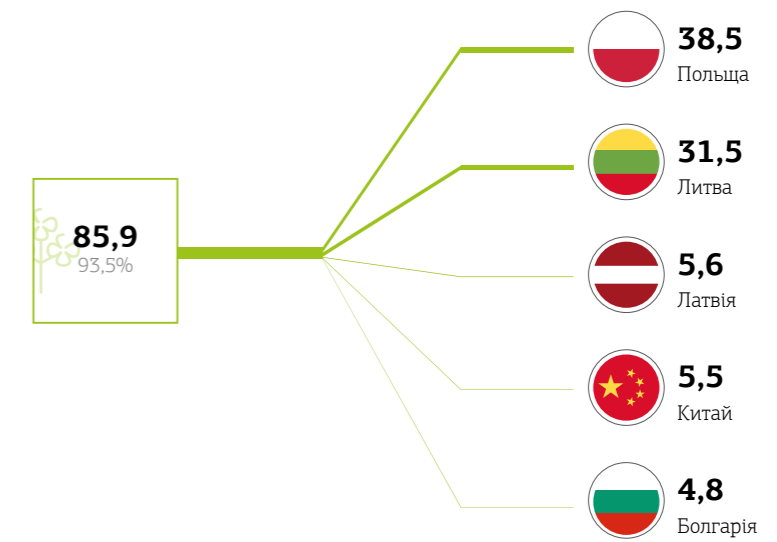 85,9
93,5%
38,5
Польща
31,5
Литва
5,6
Латвія
5,5
Китай
4,8
Болгарія